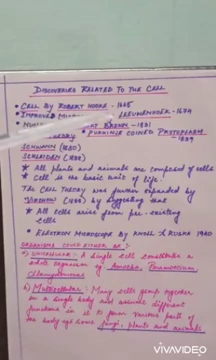 DISCOVERIES RELATED TO THE CELL
• CELL BY ROBERT HOOKE - 1665
• IMPROVED LEEUWENHOEK - 1674
BROWN - 1831
THEORY • PURKINJE COINED PROTOPLASM
1839
SCHWANN
SCHLEIDEN
* All plants and animals are composed of cells
* Cell is the basic unit of life.
THE CELL THEORY was further expanded by
VIRCHOW by suggesting that
* All cells arise from pre-existing
cells
• ELECTRON MICROSCOPE BY KNOLL & RUSKA 1940
ORGANISMS COULD EITHER BE :-
a) UNICELLULAR :- A single cell constitutes a
whole organism eg Amoeba, Paramoecium
Chlamydomonas
b) Multicellular :- Many cells group together
in a single body and assume different
functions in it to form various parts of
the body eg some fungi, plants and animals
VIVAVIDEO